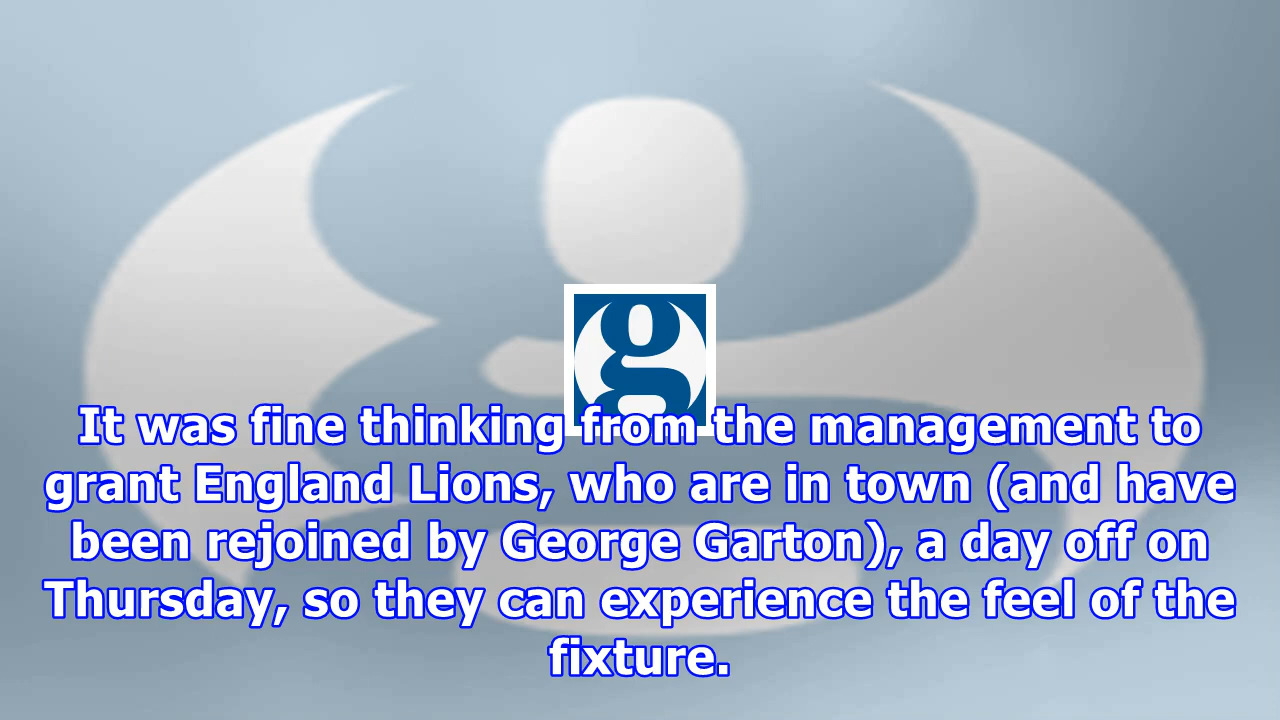 g
It was fine thinking from the management to
grant England Lions, who are in town (and have
been rejoined by George Garton), a day off on
Thursday, so they can experience the feel of the
fixture.